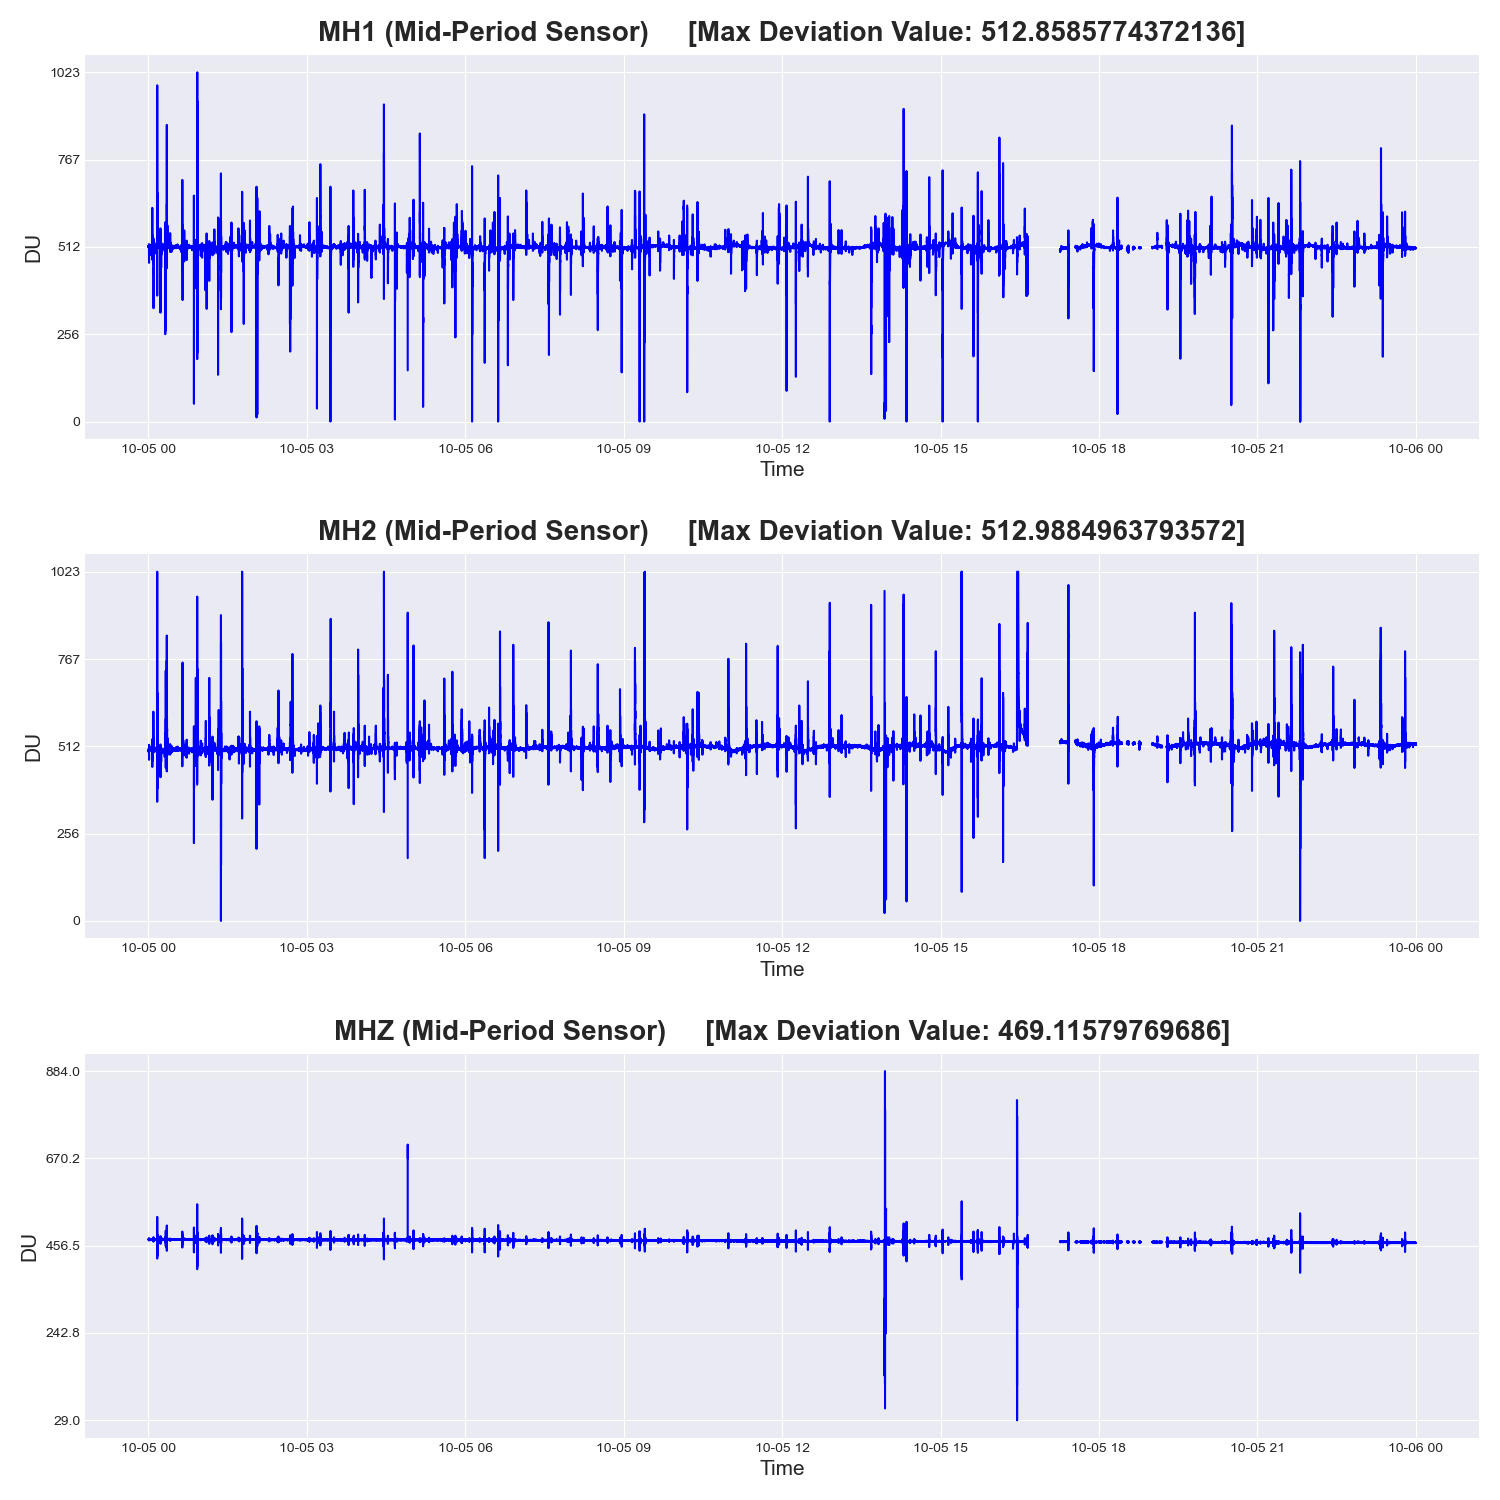 MH1 (Mid-Period Sensor) [Max Deviation Value: 512.8585774372136]
1023
767
512
256
0
DU
10-05 00 10-05 03 10-05 06 10-05 09 10-05 12 10-05 15 10-05 18 10-05 21 10-06 00
Time
MH2 (Mid-Period Sensor) [Max Deviation Value: 512.9884963793572]
1023
767
512
256
0
DU
10-05 00 10-05 03 10-05 06 10-05 09 10-05 12 10-05 15 10-05 18 10-05 21 10-06 00
Time
MHZ (Mid-Period Sensor) [Max Deviation Value: 469.11579769686]
884.0
670.2
456.5
242.8
29.0
DU
10-05 00 10-05 03 10-05 06 10-05 09 10-05 12 10-05 15 10-05 18 10-05 21 10-06 00
Time